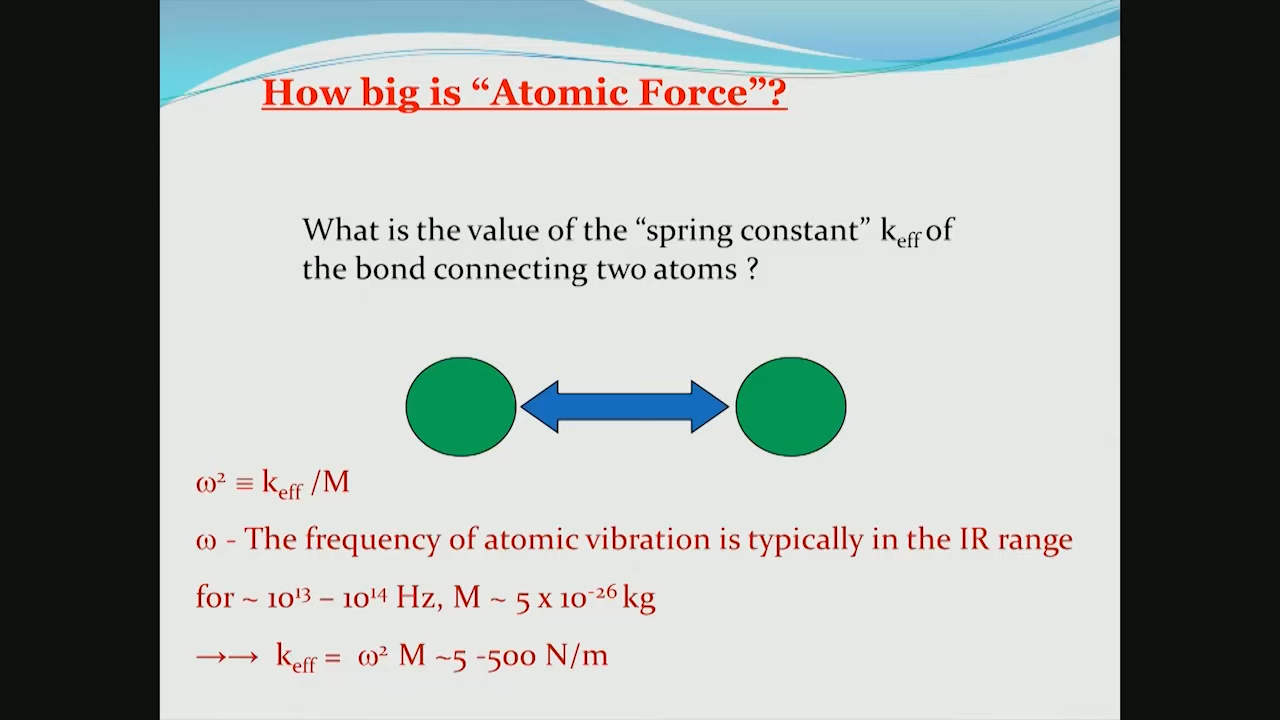 How big is “Atomic Force”?
What is the value of the “spring constant” k_eff of
the bond connecting two atoms ?
ω² ≡ k_eff /M
ω - The frequency of atomic vibration is typically in the IR range
for ~ 10¹³ – 10¹⁴ Hz, M ~ 5 x 10⁻²⁶ kg
→→ k_eff = ω² M ~5 -500 N/m